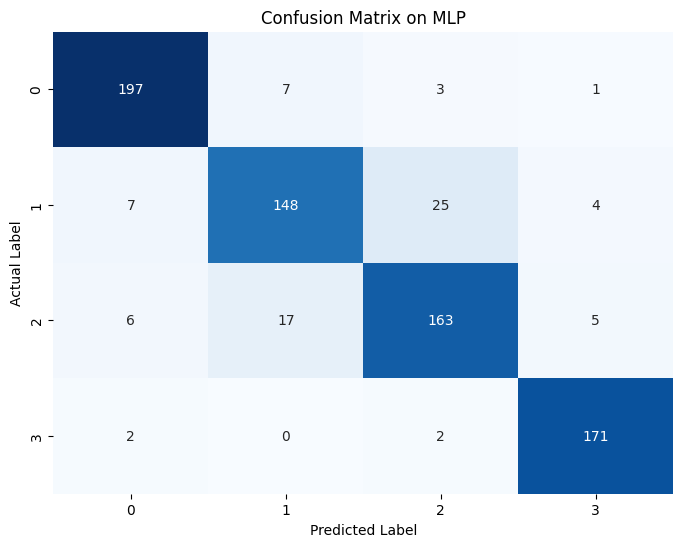 Confusion Matrix on MLP
Actual Label
0 197 7 3 1
1 7 148 25 4
2 6 17 163 5
3 2 0 2 171
0 1 2 3
Predicted Label